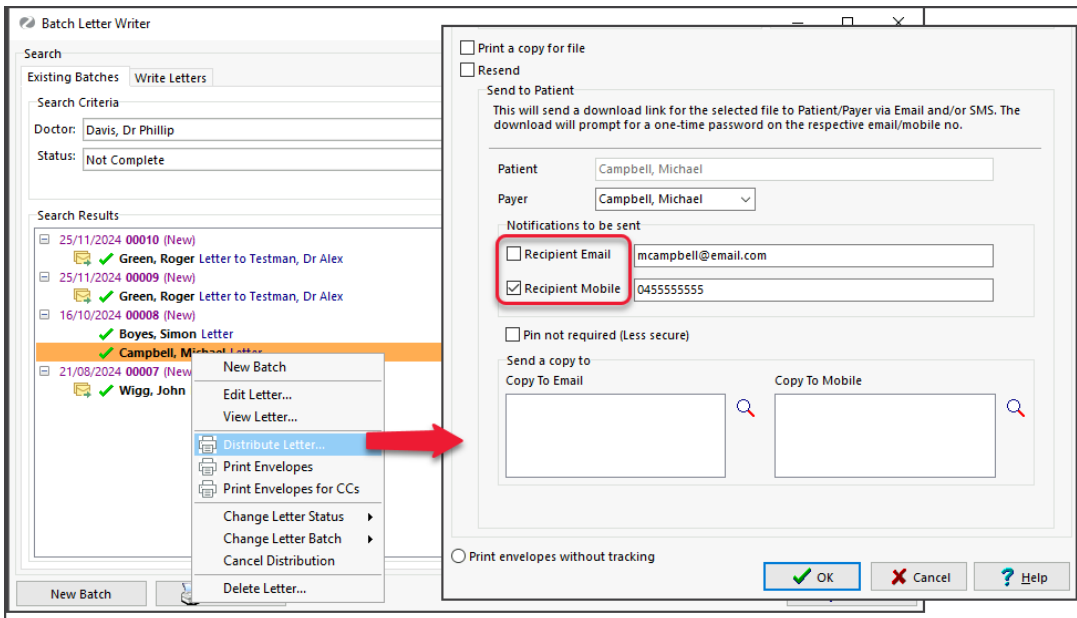 Batch Letter Writer
Search
Existing Batches Write Letters
Search Criteria
Doctor: Davis, Dr Phillip
Status: Not Complete
Search Results
25/11/2024 00010 (New)
Green, Roger Letter to Testman, Dr Alex
25/11/2024 00009 (New)
Green, Roger Letter to Testman, Dr Alex
16/10/2024 00008 (New)
Boyes, Simon Letter
Campbell, Michael Letter
21/08/2024 00007 (New
Wigg, John
New Batch
New Batch
Edit Letter...
View Letter...
Distribute Letter...
Print Envelopes
Print Envelopes for CCs
Change Letter Status
Change Letter Batch
Cancel Distribution
Delete Letter...
Print a copy for file
Resend
Send to Patient
This will send a download link for the selected file to Patient/Payer via Email and/or SMS. The
download will prompt for a one-time password on the respective email/mobile no.
Patient Campbell, Michael
Payer Campbell, Michael
Notifications to be sent
Recipient Email mcampbell@email.com
Recipient Mobile 0455555555
Pin not required (Less secure)
Send a copy to
Copy To Email Copy To Mobile
Print envelopes without tracking
OK Cancel Help